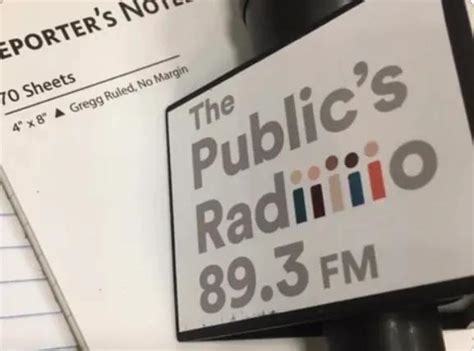 EPORTER'S NOTE
70 Sheets
4" x 8" ▲ Gregg Ruled, No Margin
The
Public's
Radiiiiio
89.3 FM